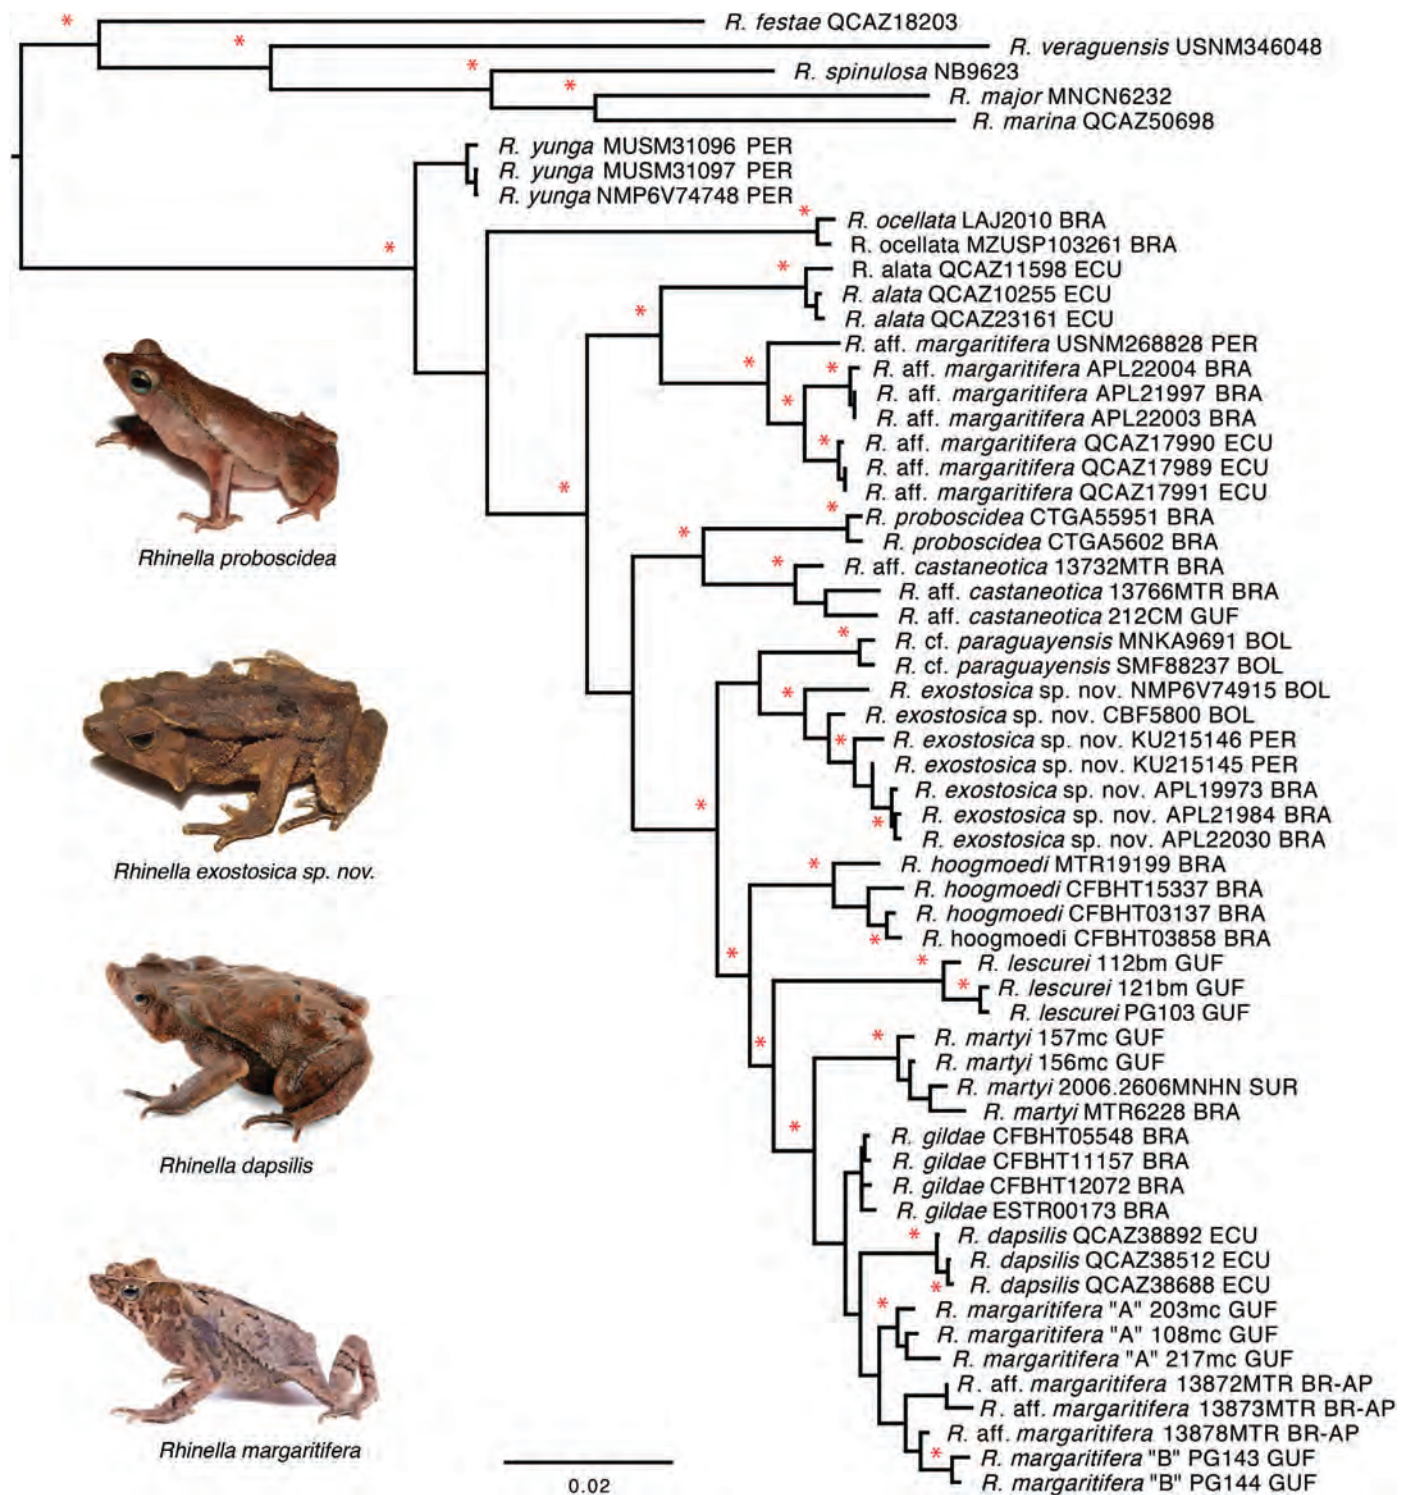 R. festae QCAZ18203
R. veraguensis USNM346048
R. spinulosa NB9623
R. major MNCN6232
R. marina QCAZ50698
R. yunga MUSM31096 PER
R. yunga MUSM31097 PER
R. yunga NMP6V74748 PER
R. ocellata LAJ2010 BRA
R. ocellata MZUSP103261 BRA
R. alata QCAZ11598 ECU
R. alata QCAZ10255 ECU
R. alata QCAZ23161 ECU
R. aff. margaritifera USNM268828 PER
R. aff. margaritifera APL22004 BRA
R. aff. margaritifera APL21997 BRA
R. aff. margaritifera APL22003 BRA
R. aff. margaritifera QCAZ17990 ECU
R. aff. margaritifera QCAZ17989 ECU
R. aff. margaritifera QCAZ17991 ECU
R. proboscidea CTGA55951 BRA
R. proboscidea CTGA5602 BRA
R. aff. castaneotica 13732MTR BRA
R. aff. castaneotica 13766MTR BRA
R. aff. castaneotica 212CM GUF
R. cf. paraguayensis MNKA9691 BOL
R. cf. paraguayensis SMF88237 BOL
R. exostosica sp. nov. NMP6V74915 BOL
R. exostosica sp. nov. CBF5800 BOL
R. exostosica sp. nov. KU215146 PER
R. exostosica sp. nov. KU215145 PER
R. exostosica sp. nov. APL19973 BRA
R. exostosica sp. nov. APL21984 BRA
R. exostosica sp. nov. APL22030 BRA
R. hoogmoedi MTR19199 BRA
R. hoogmoedi CFBHT15337 BRA
R. hoogmoedi CFBHT03137 BRA
R. hoogmoedi CFBHT03858 BRA
R. lescurei 112bm GUF
R. lescurei 121bm GUF
R. lescurei PG103 GUF
R. martyi 157mc GUF
R. martyi 156mc GUF
R. martyi 2006.2606MNHN SUR
R. martyi MTR6228 BRA
R. gildae CFBHT05548 BRA
R. gildae CFBHT11157 BRA
R. gildae CFBHT12072 BRA
R. gildae ESTR00173 BRA
R. dapsilis QCAZ38892 ECU
R. dapsilis QCAZ38512 ECU
R. dapsilis QCAZ38688 ECU
R. margaritifera "A" 203mc GUF
R. margaritifera "A" 108mc GUF
R. margaritifera "A" 217mc GUF
R. aff. margaritifera 13872MTR BR-AP
R. aff. margaritifera 13873MTR BR-AP
R. aff. margaritifera 13878MTR BR-AP
R. margaritifera "B" PG143 GUF
R. margaritifera "B" PG144 GUF
Rhinella proboscidea
Rhinella exostosica sp. nov.
Rhinella dapsilis
Rhinella margaritifera
0.02